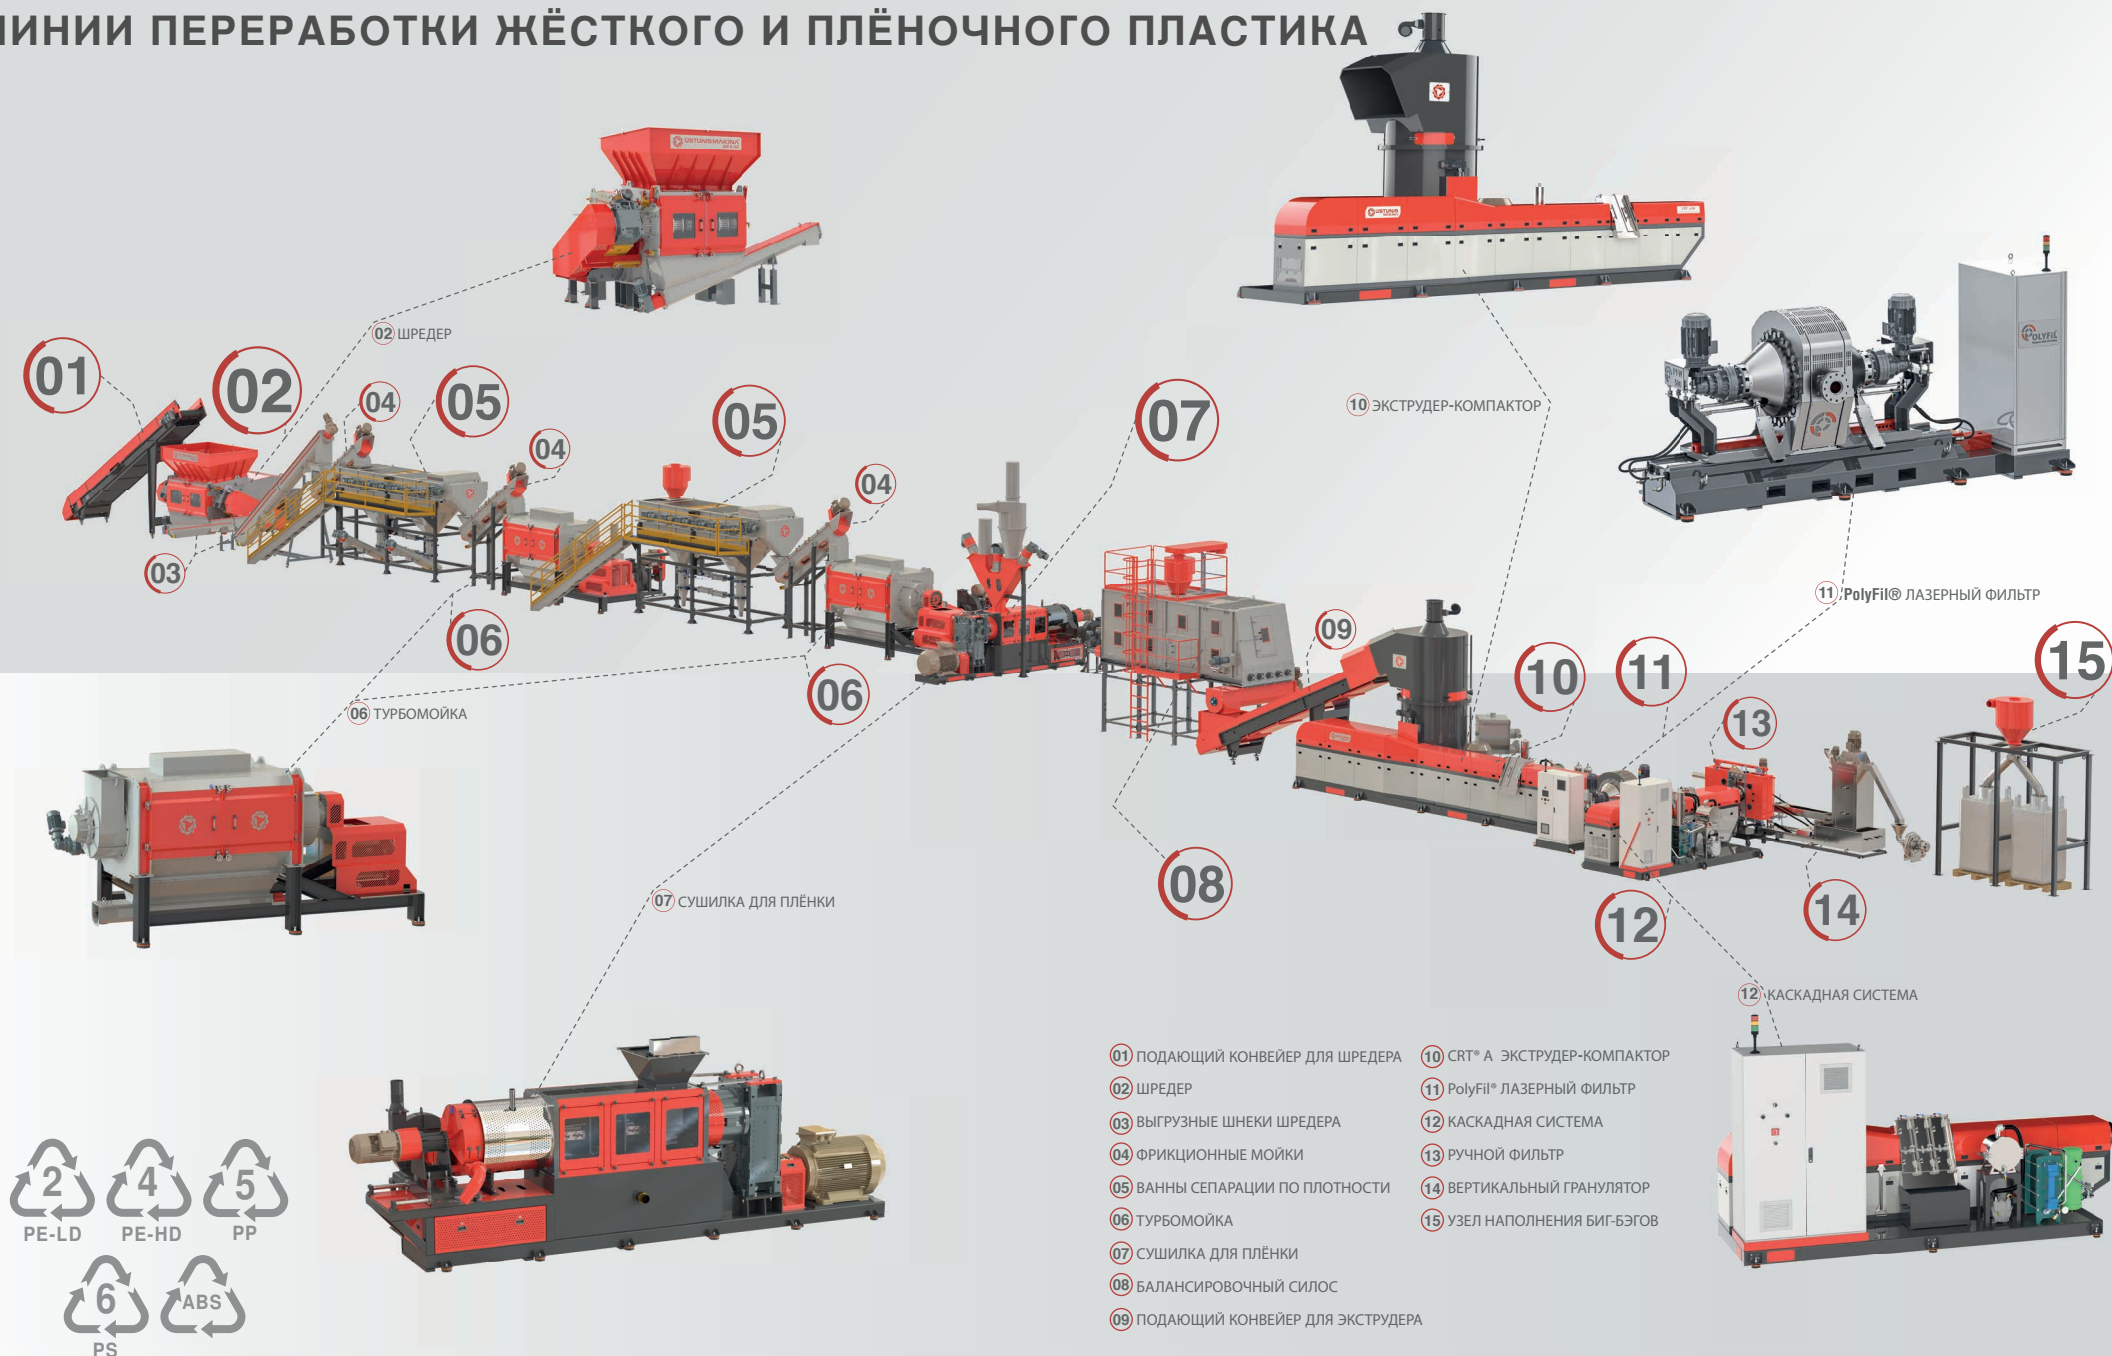 ЛИНИИ ПЕРЕРАБОТКИ ЖЁСТКОГО И ПЛЁНОЧНОГО ПЛАСТИКА
USTUNISMAKINA
USTUNIS
POLYFIL
02 ШРЕДЕР
01
02
04
05
04
05
04
07
10 ЭКСТРУДЕР-КОМПАКТОР
03
06
06
11 PolyFil® ЛАЗЕРНЫЙ ФИЛЬТР
09
10
11
13
15
06 ТУРБОМОЙКА
08
12
14
07 СУШИЛКА ДЛЯ ПЛЁНКИ
12 КАСКАДНАЯ СИСТЕМА
01 ПОДАЮЩИЙ КОНВЕЙЕР ДЛЯ ШРЕДЕРА
02 ШРЕДЕР
03 ВЫГРУЗНЫЕ ШНЕКИ ШРЕДЕРА
04 ФРИКЦИОННЫЕ МОЙКИ
05 ВАННЫ СЕПАРАЦИИ ПО ПЛОТНОСТИ
06 ТУРБОМОЙКА
07 СУШИЛКА ДЛЯ ПЛЁНКИ
08 БАЛАНСИРОВОЧНЫЙ СИЛОС
09 ПОДАЮЩИЙ КОНВЕЙЕР ДЛЯ ЭКСТРУДЕРА
10 CRT® A ЭКСТРУДЕР-КОМПАКТОР
11 PolyFil® ЛАЗЕРНЫЙ ФИЛЬТР
12 КАСКАДНАЯ СИСТЕМА
13 РУЧНОЙ ФИЛЬТР
14 ВЕРТИКАЛЬНЫЙ ГРАНУЛЯТОР
15 УЗЕЛ НАПОЛНЕНИЯ БИГ-БЭГОВ
2
PE-LD
4
PE-HD
5
PP
6
PS
ABS